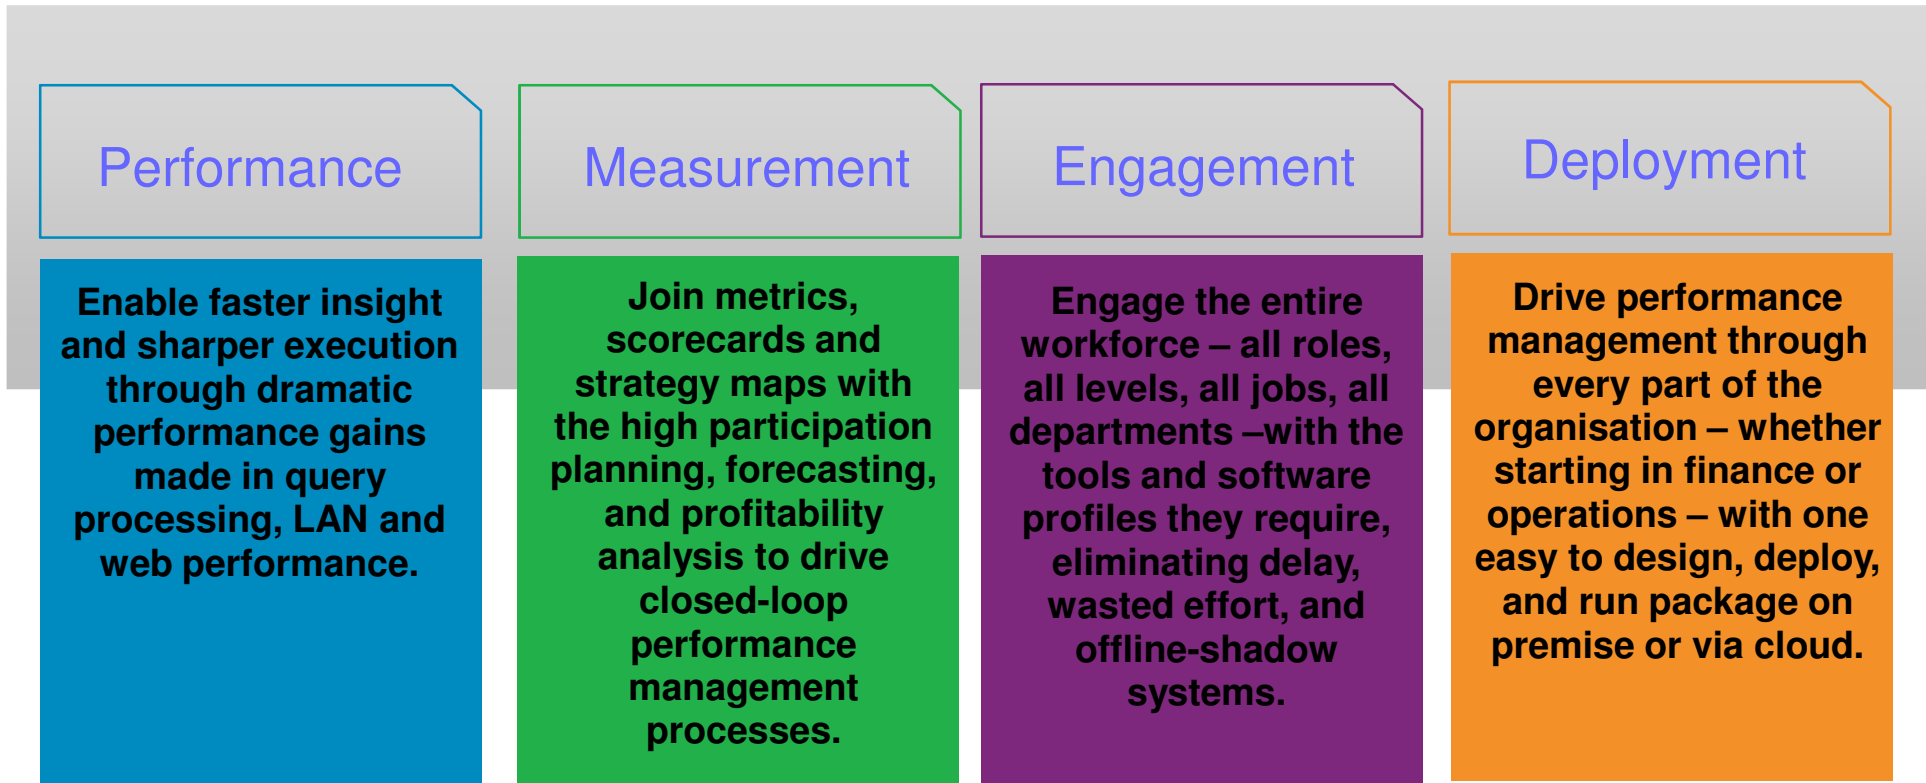 Performance
Enable faster insight
and sharper execution
through dramatic
performance gains
made in query
processing, LAN and
web performance.
Measurement
Join metrics,
scorecards and
strategy maps with
the high participation
planning, forecasting,
and profitability
analysis to drive
closed-loop
performance
management
processes.
Engagement
Engage the entire
workforce – all roles,
all levels, all jobs, all
departments –with the
tools and software
profiles they require,
eliminating delay,
wasted effort, and
offline-shadow
systems.
Deployment
Drive performance
management through
every part of the
organisation – whether
starting in finance or
operations – with one
easy to design, deploy,
and run package on
premise or via cloud.